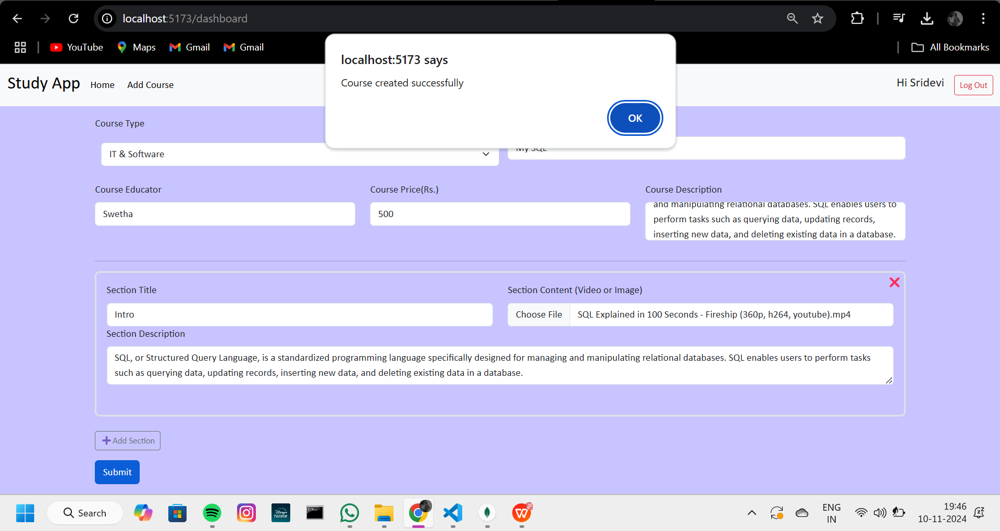 localhost:5173/dashboard
YouTube
Maps
Gmail
Gmail
All Bookmarks
localhost:5173 says
Course created successfully
OK
Study App
Home
Add Course
Hi Sridevi
Log Out
Course Type
IT & Software
My SQL
Course Educator
Course Price(Rs.)
Course Description
Swetha
500
and manipulating relational databases. SQL enables users to
perform tasks such as querying data, updating records,
inserting new data, and deleting existing data in a database.
Section Title
Section Content (Video or Image)
Intro
Choose File
SQL Explained in 100 Seconds - Fireship (360p, h264, youtube).mp4
Section Description
SQL, or Structured Query Language, is a standardized programming language specifically designed for managing and manipulating relational databases. SQL enables users to perform tasks
such as querying data, updating records, inserting new data, and deleting existing data in a database.
Add Section
Submit
Search
ENG
IN
19:46
10-11-2024